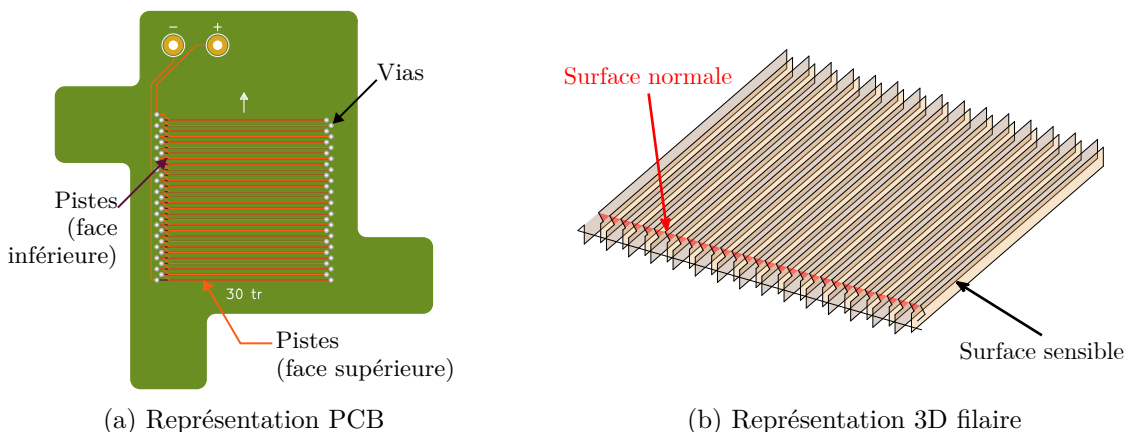 − +
Vias
Pistes
(face
inférieure)
30 tr
Pistes
(face supérieure)
(a) Représentation PCB
Surface normale
Surface sensible
(b) Représentation 3D filaire